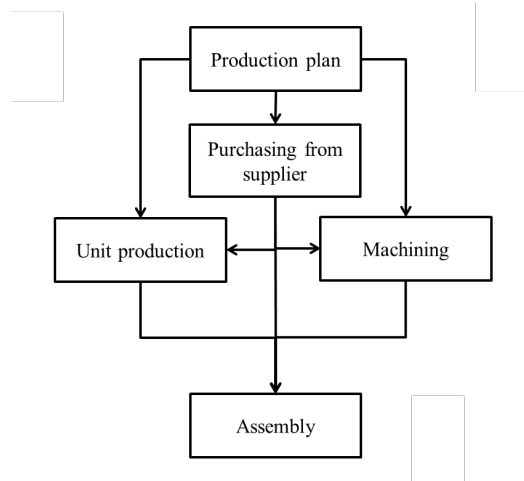 Production plan
Purchasing from
supplier
Unit production
Machining
Assembly